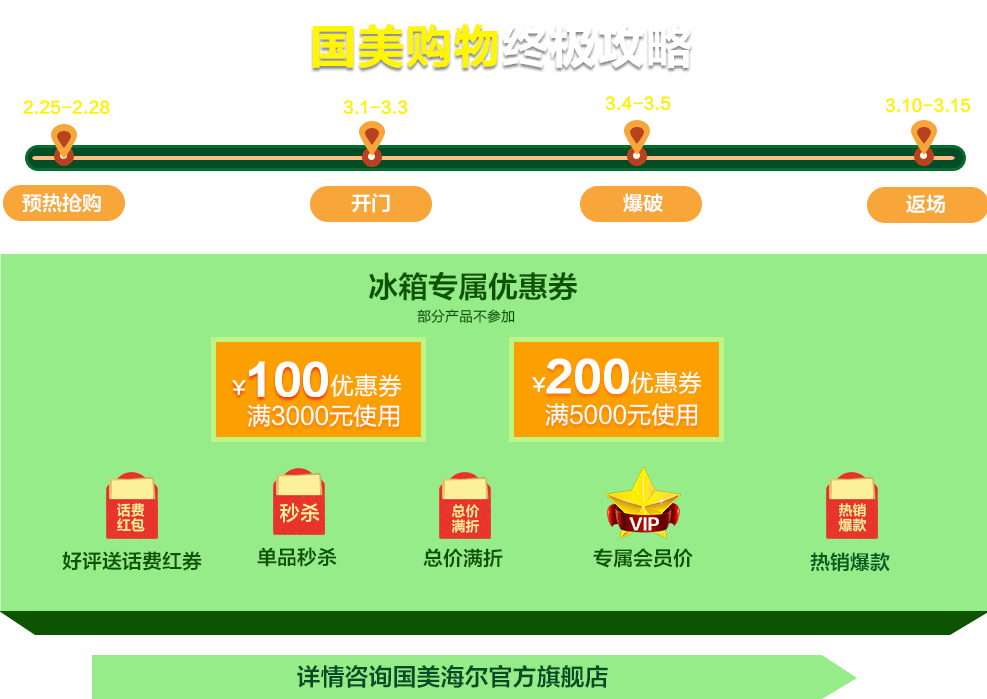 国美购物终极攻略
2.25-2.28
3.1-3.3
3.4-3.5
3.10-3.15
预热抢购
开门
爆破
返场
冰箱专属优惠券
部分产品不参加
¥100优惠券
满3000元使用
¥200优惠券
满5000元使用
话费
红包
秒杀
总价
满折
VIP
热销
爆款
好评送话费红券
单品秒杀
总价满折
专属会员价
热销爆款
详情咨询国美海尔官方旗舰店